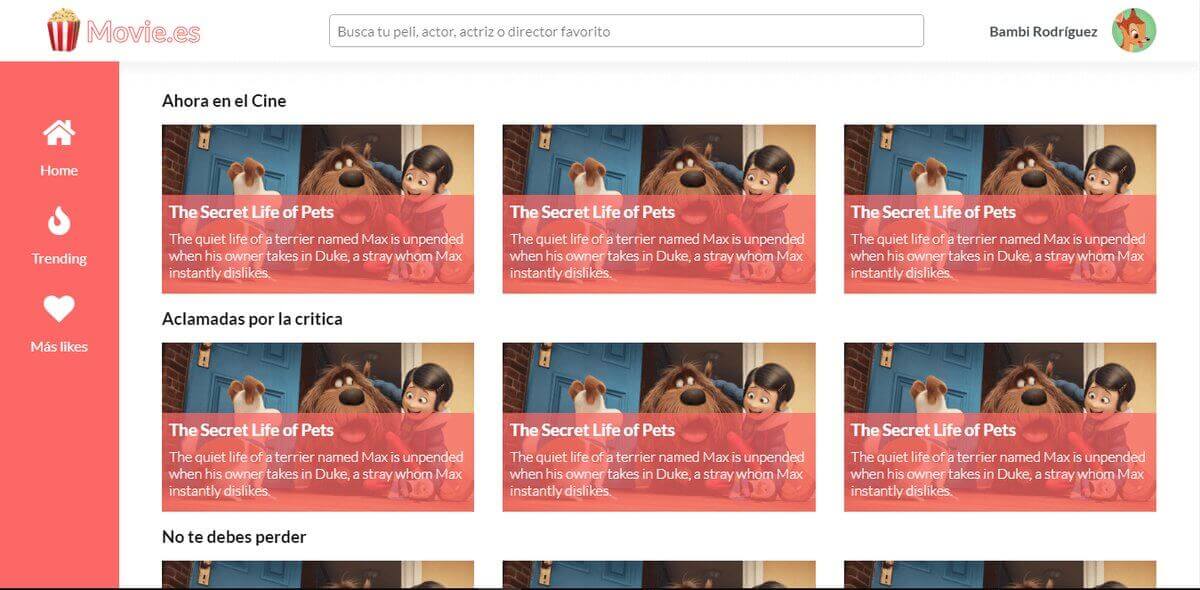 Movie.es
Busca tu peli, actor, actriz o director favorito
Bambi Rodríguez
Home
Trending
Más likes
Ahora en el Cine
The Secret Life of Pets
The quiet life of a terrier named Max is unpended
when his owner takes in Duke, a stray whom Max
instantly dislikes.
The Secret Life of Pets
The quiet life of a terrier named Max is unpended
when his owner takes in Duke, a stray whom Max
instantly dislikes.
The Secret Life of Pets
The quiet life of a terrier named Max is unpended
when his owner takes in Duke, a stray whom Max
instantly dislikes.
Aclamadas por la critica
The Secret Life of Pets
The quiet life of a terrier named Max is unpended
when his owner takes in Duke, a stray whom Max
instantly dislikes.
The Secret Life of Pets
The quiet life of a terrier named Max is unpended
when his owner takes in Duke, a stray whom Max
instantly dislikes.
The Secret Life of Pets
The quiet life of a terrier named Max is unpended
when his owner takes in Duke, a stray whom Max
instantly dislikes.
No te debes perder